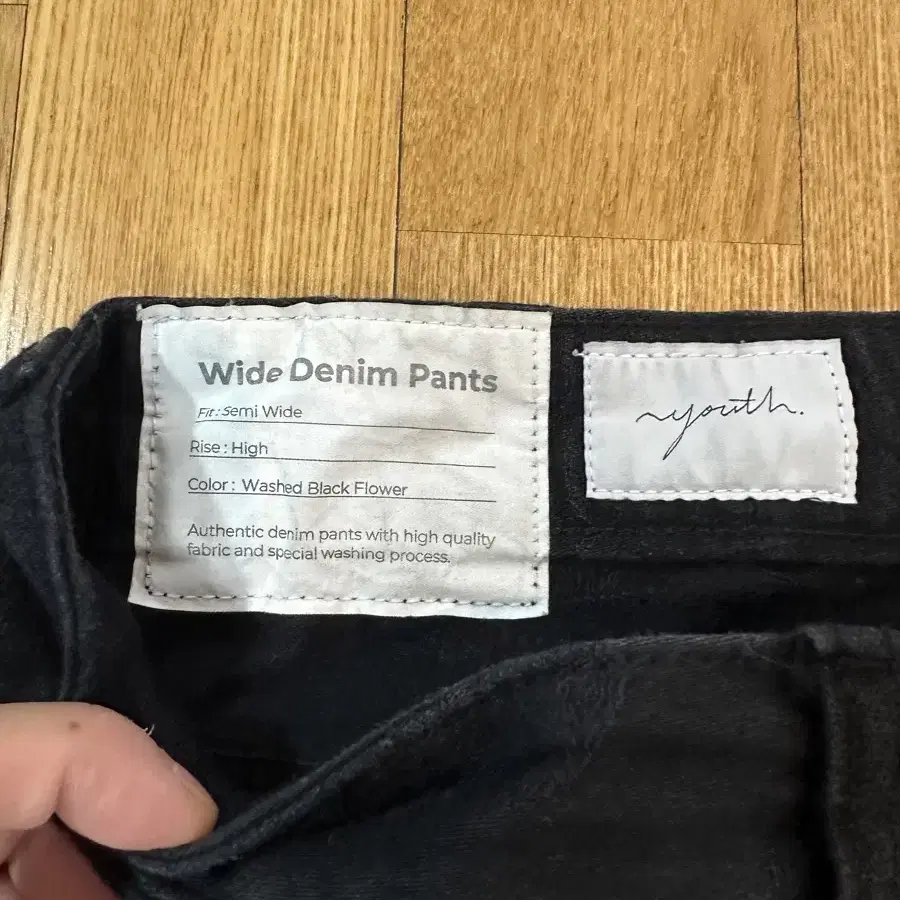 Wide Denim Pants
Fit : Semi Wide
Rise : High
Color : Washed Black Flower
Authentic denim pants with high quality
fabric and special washing process.
youth.